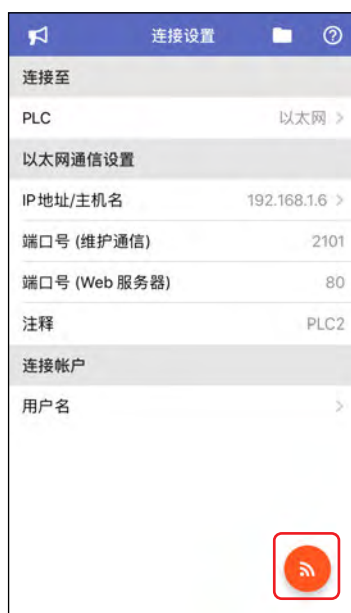 连接设置
连接至
PLC 以太网
以太网通信设置
IP地址/主机名 192.168.1.6
端口号 (维护通信) 2101
端口号 (Web 服务器) 80
注释 PLC2
连接帐户
用户名